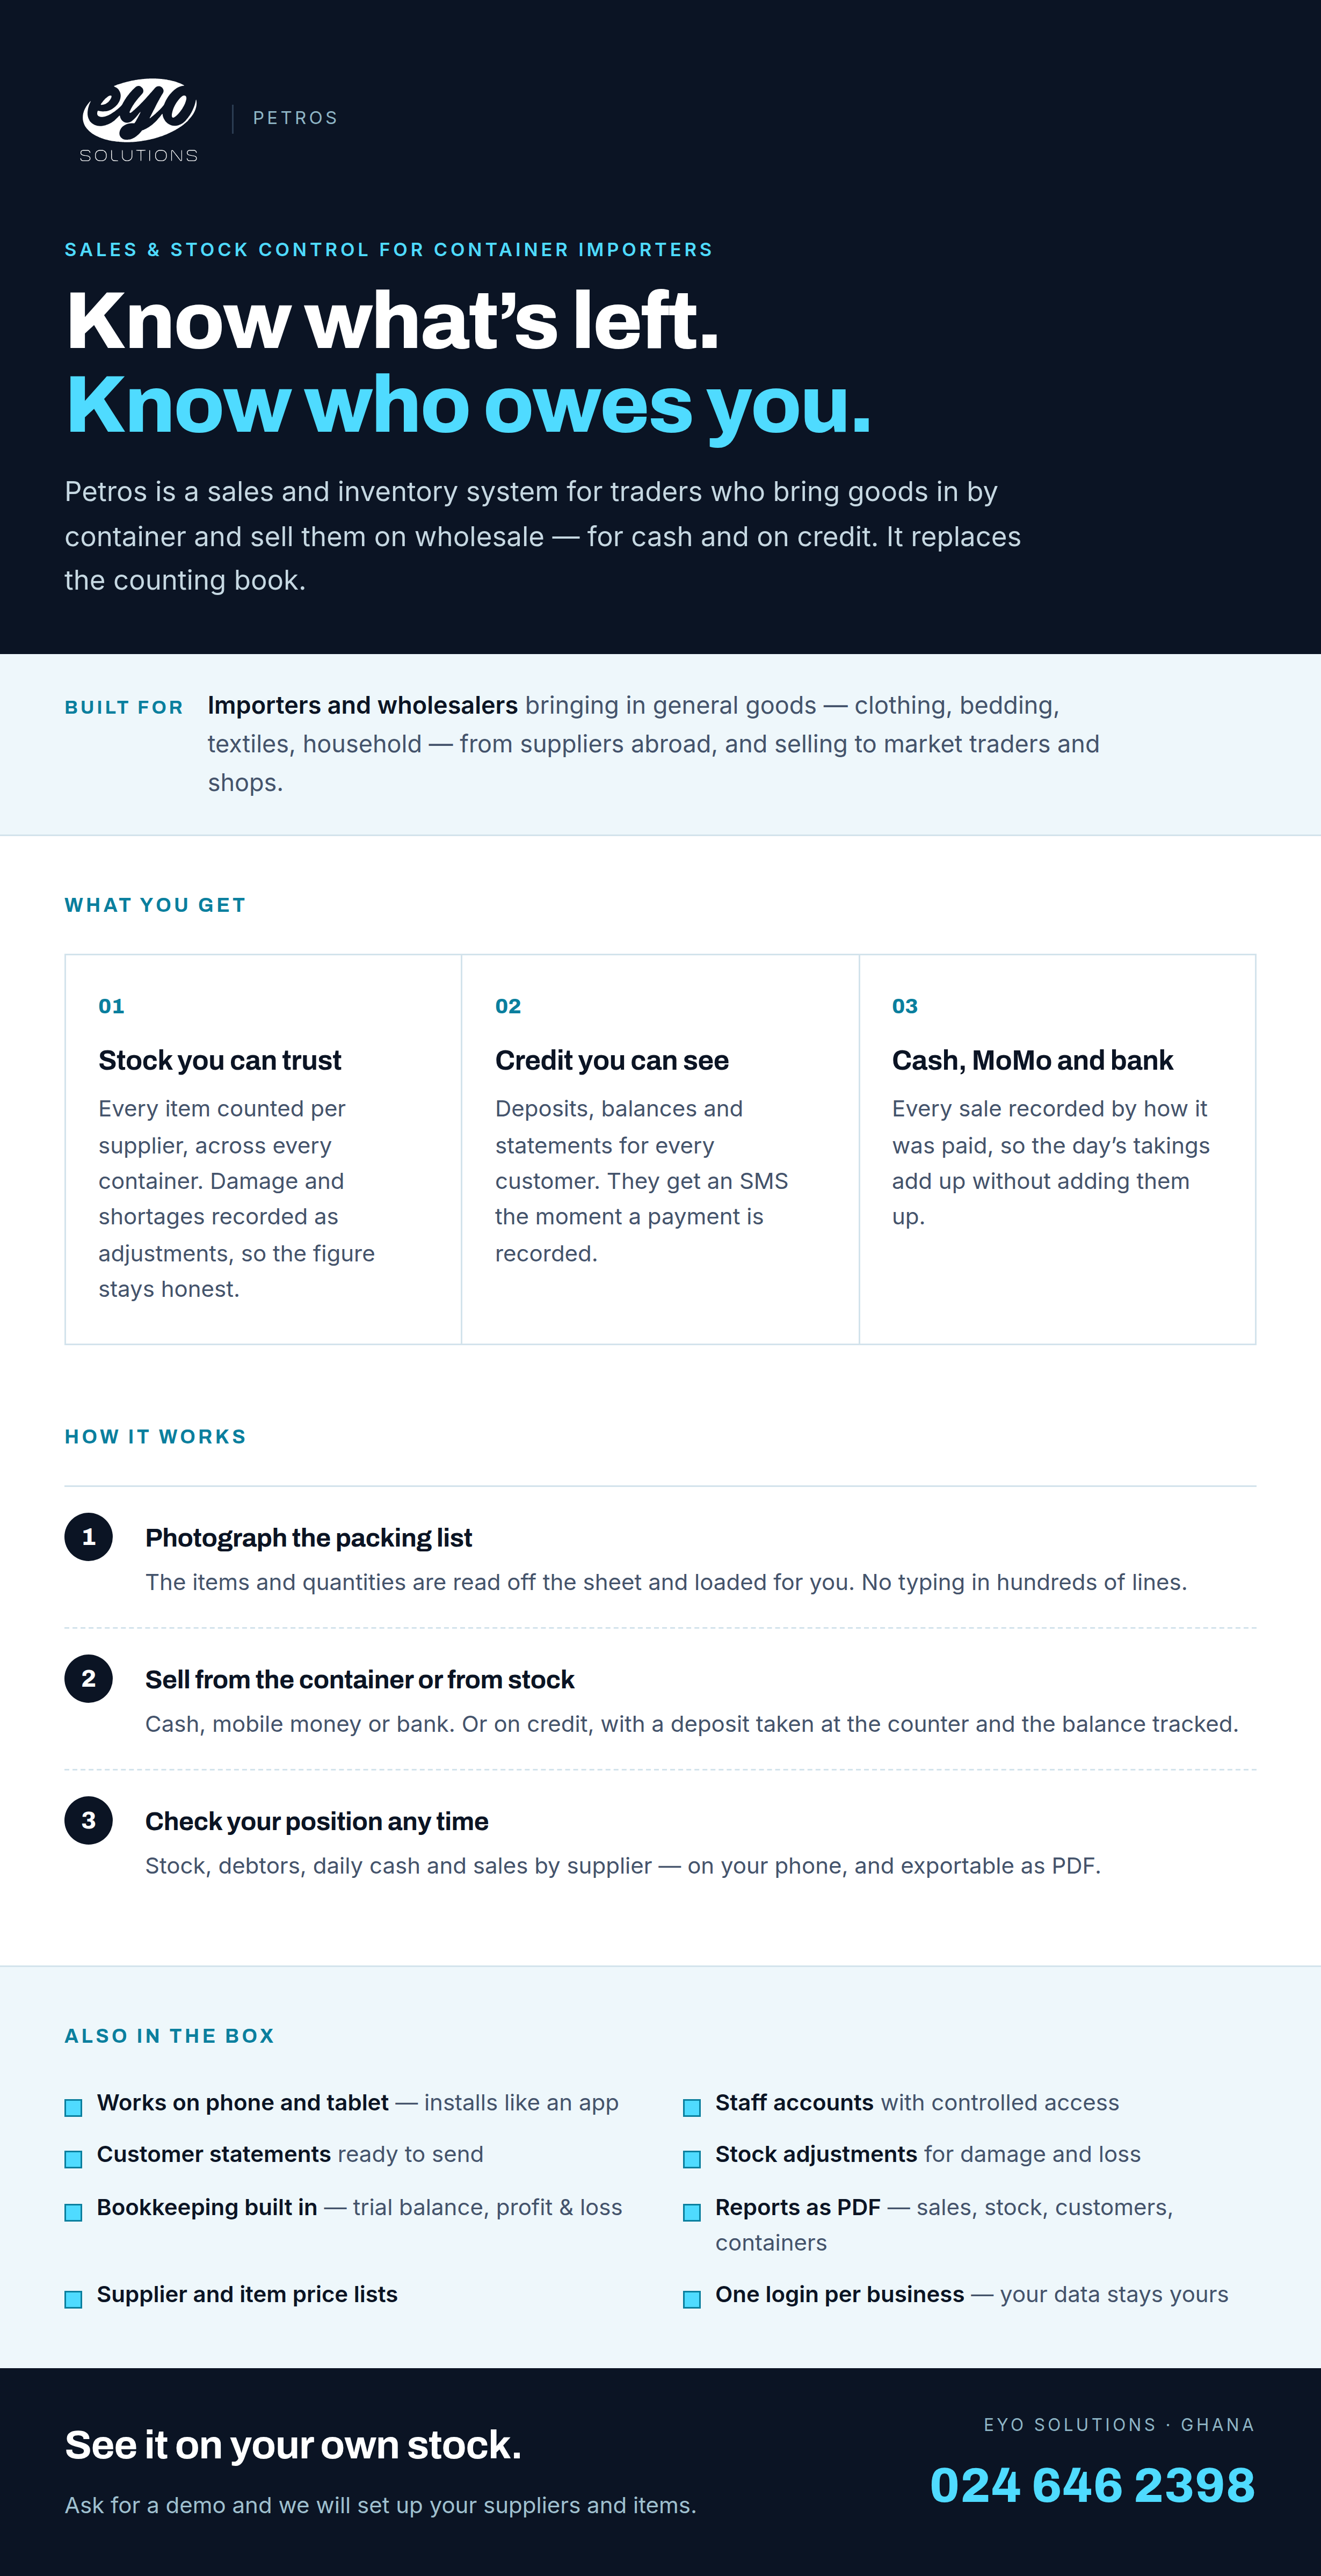 eyo
SOLUTIONS
PETROS
SALES & STOCK CONTROL FOR CONTAINER IMPORTERS
Know what’s left.
Know who owes you.
Petros is a sales and inventory system for traders who bring goods in by
container and sell them on wholesale — for cash and on credit. It replaces
the counting book.
BUILT FOR
Importers and wholesalers bringing in general goods — clothing, bedding,
textiles, household — from suppliers abroad, and selling to market traders and
shops.
WHAT YOU GET
01
Stock you can trust
Every item counted per
supplier, across every
container. Damage and
shortages recorded as
adjustments, so the figure
stays honest.
02
Credit you can see
Deposits, balances and
statements for every
customer. They get an SMS
the moment a payment is
recorded.
03
Cash, MoMo and bank
Every sale recorded by how it
was paid, so the day’s takings
add up without adding them
up.
HOW IT WORKS
1
Photograph the packing list
The items and quantities are read off the sheet and loaded for you. No typing in hundreds of lines.
2
Sell from the container or from stock
Cash, mobile money or bank. Or on credit, with a deposit taken at the counter and the balance tracked.
3
Check your position any time
Stock, debtors, daily cash and sales by supplier — on your phone, and exportable as PDF.
ALSO IN THE BOX
Works on phone and tablet — installs like an app
Staff accounts with controlled access
Customer statements ready to send
Stock adjustments for damage and loss
Bookkeeping built in — trial balance, profit & loss
Reports as PDF — sales, stock, customers,
containers
Supplier and item price lists
One login per business — your data stays yours
See it on your own stock.
Ask for a demo and we will set up your suppliers and items.
EYO SOLUTIONS · GHANA
024 646 2398